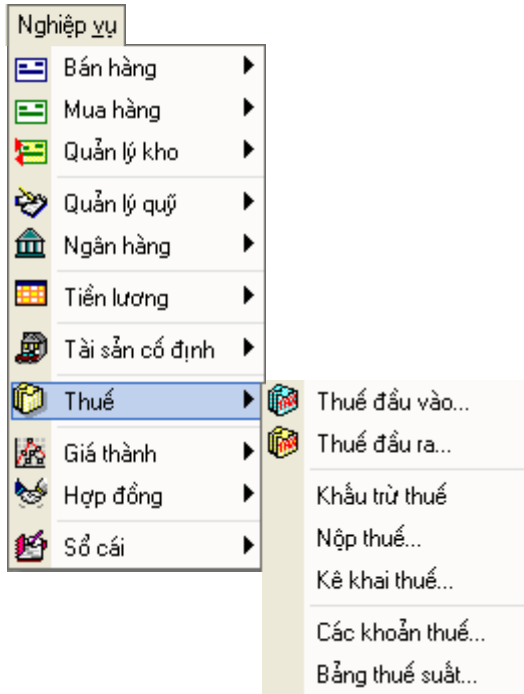 Nghiệp vụ
Bán hàng
Mua hàng
Quản lý kho
Quản lý quỹ
Ngân hàng
Tiền lương
Tài sản cố định
Thuế
Giá thành
Hợp đồng
Sổ cái
Thuế đầu vào...
Thuế đầu ra...
Khấu trừ thuế
Nộp thuế...
Kê khai thuế...
Các khoản thuế...
Bảng thuế suất...